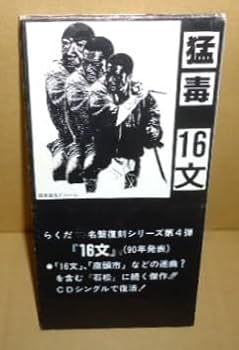 猛毒
16文
らくだ 名盤復刻シリーズ第4弾
『16文』(90年発表)
●「16文」、「座頭市」などの迷曲?
を含む「石松」に続く傑作!!
CDシングルで復活!